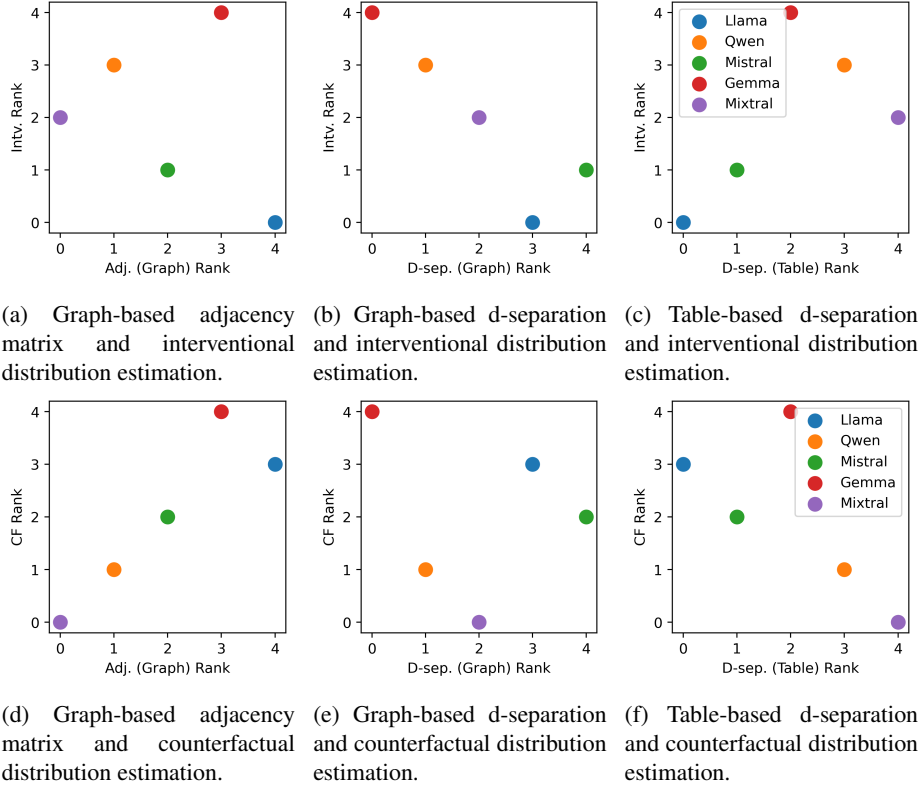 4
3
2
1
0
Intv. Rank
0 1 2 3 4
Adj. (Graph) Rank
4
3
2
1
0
Intv. Rank
0 1 2 3 4
D-sep. (Graph) Rank
4
3
2
1
0
Intv. Rank
Llama
Qwen
Mistral
Gemma
Mixtral
0 1 2 3 4
D-sep. (Table) Rank
(a) Graph-based adjacency
matrix and interventional
distribution estimation.
(b) Graph-based d-separation
and interventional distribution
estimation.
(c) Table-based d-separation
and interventional distribution
estimation.
4
3
2
1
0
CF Rank
0 1 2 3 4
Adj. (Graph) Rank
4
3
2
1
0
CF Rank
0 1 2 3 4
D-sep. (Graph) Rank
4
3
2
1
0
CF Rank
Llama
Qwen
Mistral
Gemma
Mixtral
0 1 2 3 4
D-sep. (Table) Rank
(d) Graph-based adjacency
matrix and counterfactual
distribution estimation.
(e) Graph-based d-separation
and counterfactual distribution
estimation.
(f) Table-based d-separation
and counterfactual distribution
estimation.